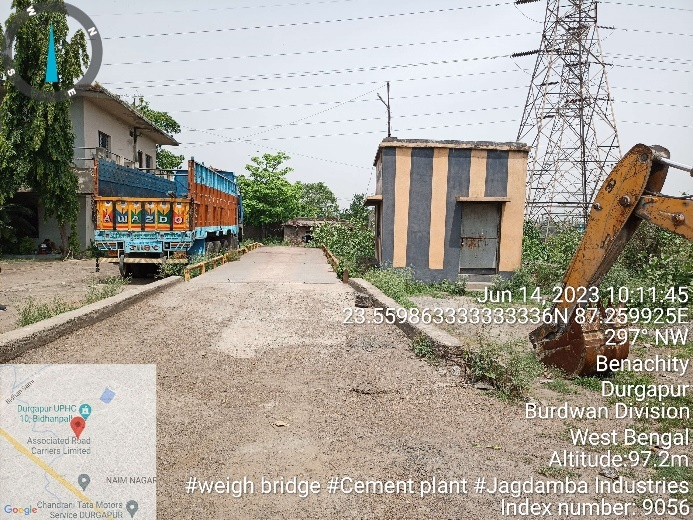 N
E
S
AWAZDO
Jun 14, 2023 10:11:45
23.559863333333336N 87.259925E
297° NW
Benachity
Durgapur
Burdwan Division
West Bengal
Altitude:97.2m
#weigh bridge #Cement plant #Jagdamba Industries
Index number: 9056
Durgapur UPHC
10, Bidhanpall
Associated Road
Carriers Limited
NAIM NAGAR
Chandrani Tata Motors
Service DURGAPUR
Google